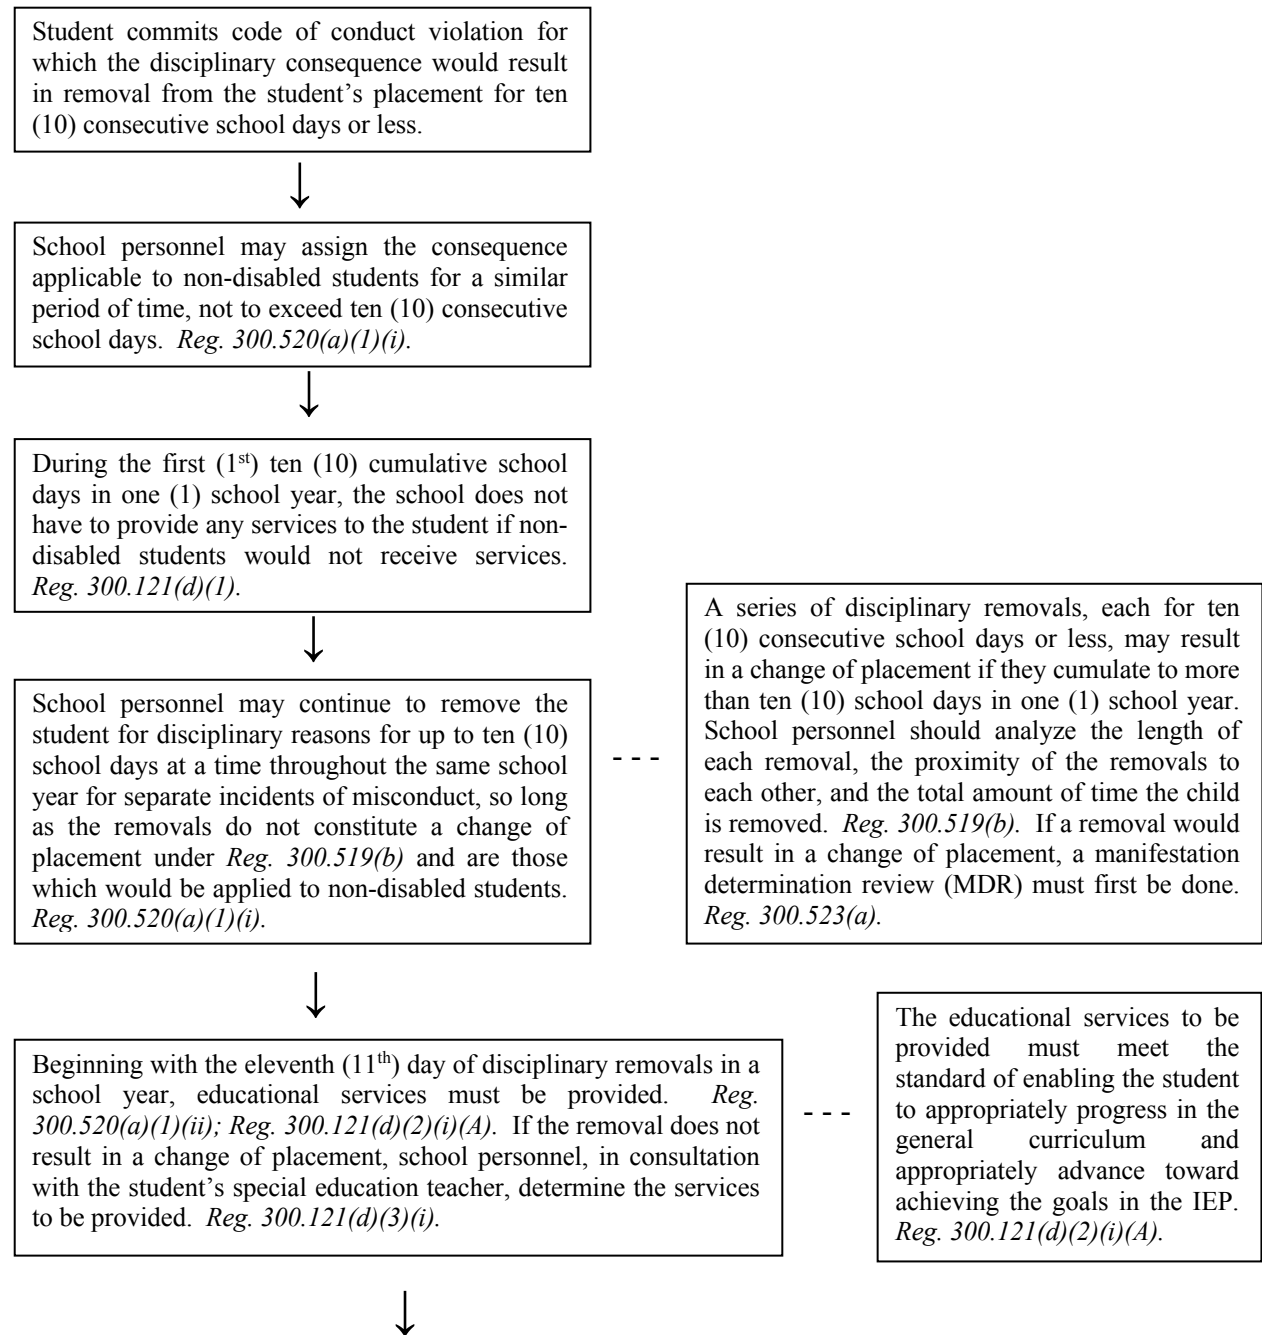 Student commits code of conduct violation for
which the disciplinary consequence would result
in removal from the student’s placement for ten
(10) consecutive school days or less.
School personnel may assign the consequence
applicable to non-disabled students for a similar
period of time, not to exceed ten (10) consecutive
school days. Reg. 300.520(a)(1)(i).
During the first (1st) ten (10) cumulative school
days in one (1) school year, the school does not
have to provide any services to the student if non-
disabled students would not receive services.
Reg. 300.121(d)(1).
School personnel may continue to remove the
student for disciplinary reasons for up to ten (10)
school days at a time throughout the same school
year for separate incidents of misconduct, so long
as the removals do not constitute a change of
placement under Reg. 300.519(b) and are those
which would be applied to non-disabled students.
Reg. 300.520(a)(1)(i).
- - -
A series of disciplinary removals, each for ten
(10) consecutive school days or less, may result
in a change of placement if they cumulate to more
than ten (10) school days in one (1) school year.
School personnel should analyze the length of
each removal, the proximity of the removals to
each other, and the total amount of time the child
is removed. Reg. 300.519(b). If a removal would
result in a change of placement, a manifestation
determination review (MDR) must first be done.
Reg. 300.523(a).
Beginning with the eleventh (11th) day of disciplinary removals in a
school year, educational services must be provided. Reg.
300.520(a)(1)(ii); Reg. 300.121(d)(2)(i)(A). If the removal does not
result in a change of placement, school personnel, in consultation
with the student’s special education teacher, determine the services
to be provided. Reg. 300.121(d)(3)(i).
- - -
The educational services to be
provided must meet the
standard of enabling the student
to appropriately progress in the
general curriculum and
appropriately advance toward
achieving the goals in the IEP.
Reg. 300.121(d)(2)(i)(A).